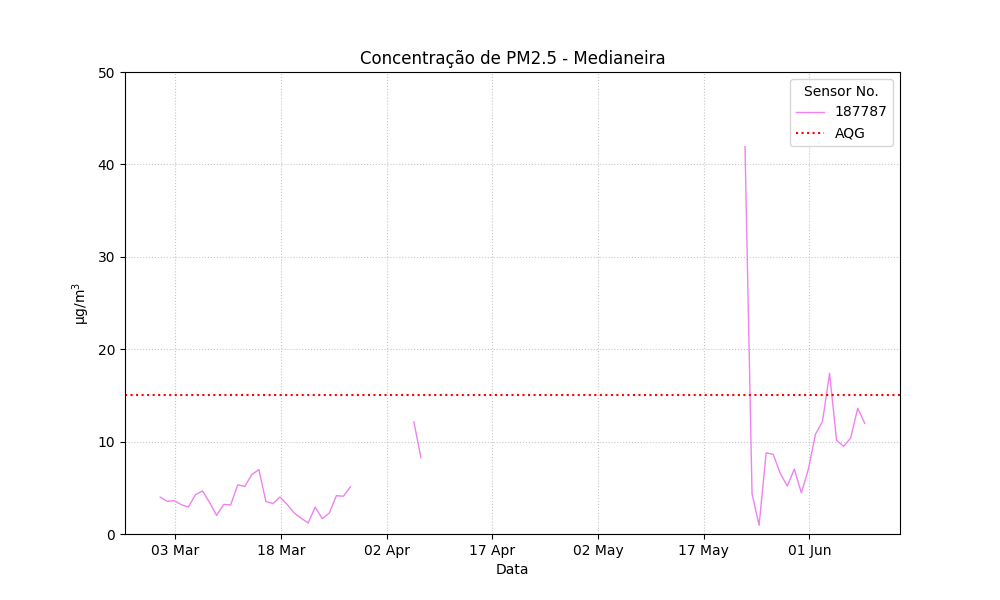 Concentração de PM2.5 - Medianeira
50
40
30
20
10
0
µg/m³
Sensor No.
187787
AQG
03 Mar
18 Mar
02 Apr
17 Apr
02 May
17 May
01 Jun
Data